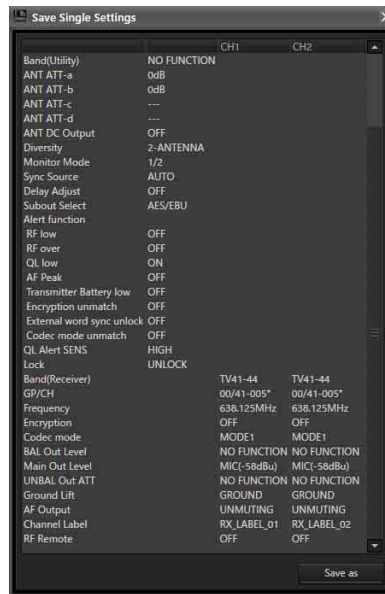 Save Single Settings
CH1 CH2
Band(Utility) NO FUNCTION
ANT ATT-a 0dB
ANT ATT-b 0dB
ANT ATT-c ---
ANT ATT-d ---
ANT DC Output OFF
Diversity 2-ANTENNA
Monitor Mode 1/2
Sync Source AUTO
Delay Adjust OFF
Subout Select AES/EBU
Alert function
RF low OFF
RF over OFF
QL low ON
AF Peak OFF
Transmitter Battery low OFF
Encryption unmatch OFF
External word sync unlock OFF
Codec mode unmatch OFF
QL Alert SENS HIGH
Lock UNLOCK
Band(Receiver) TV41-44 TV41-44
GP/CH 00/41-005* 00/41-005*
Frequency 638.125MHz 638.125MHz
Encryption OFF OFF
Codec mode MODE1 MODE1
BAL Out Level NO FUNCTION NO FUNCTION
Main Out Level MIC(-58dBu) MIC(-58dBu)
UNBAL Out ATT NO FUNCTION NO FUNCTION
Ground Lift GROUND GROUND
AF Output UNMUTING UNMUTING
Channel Label RX_LABEL_01 RX_LABEL_02
RF Remote OFF OFF
Save as